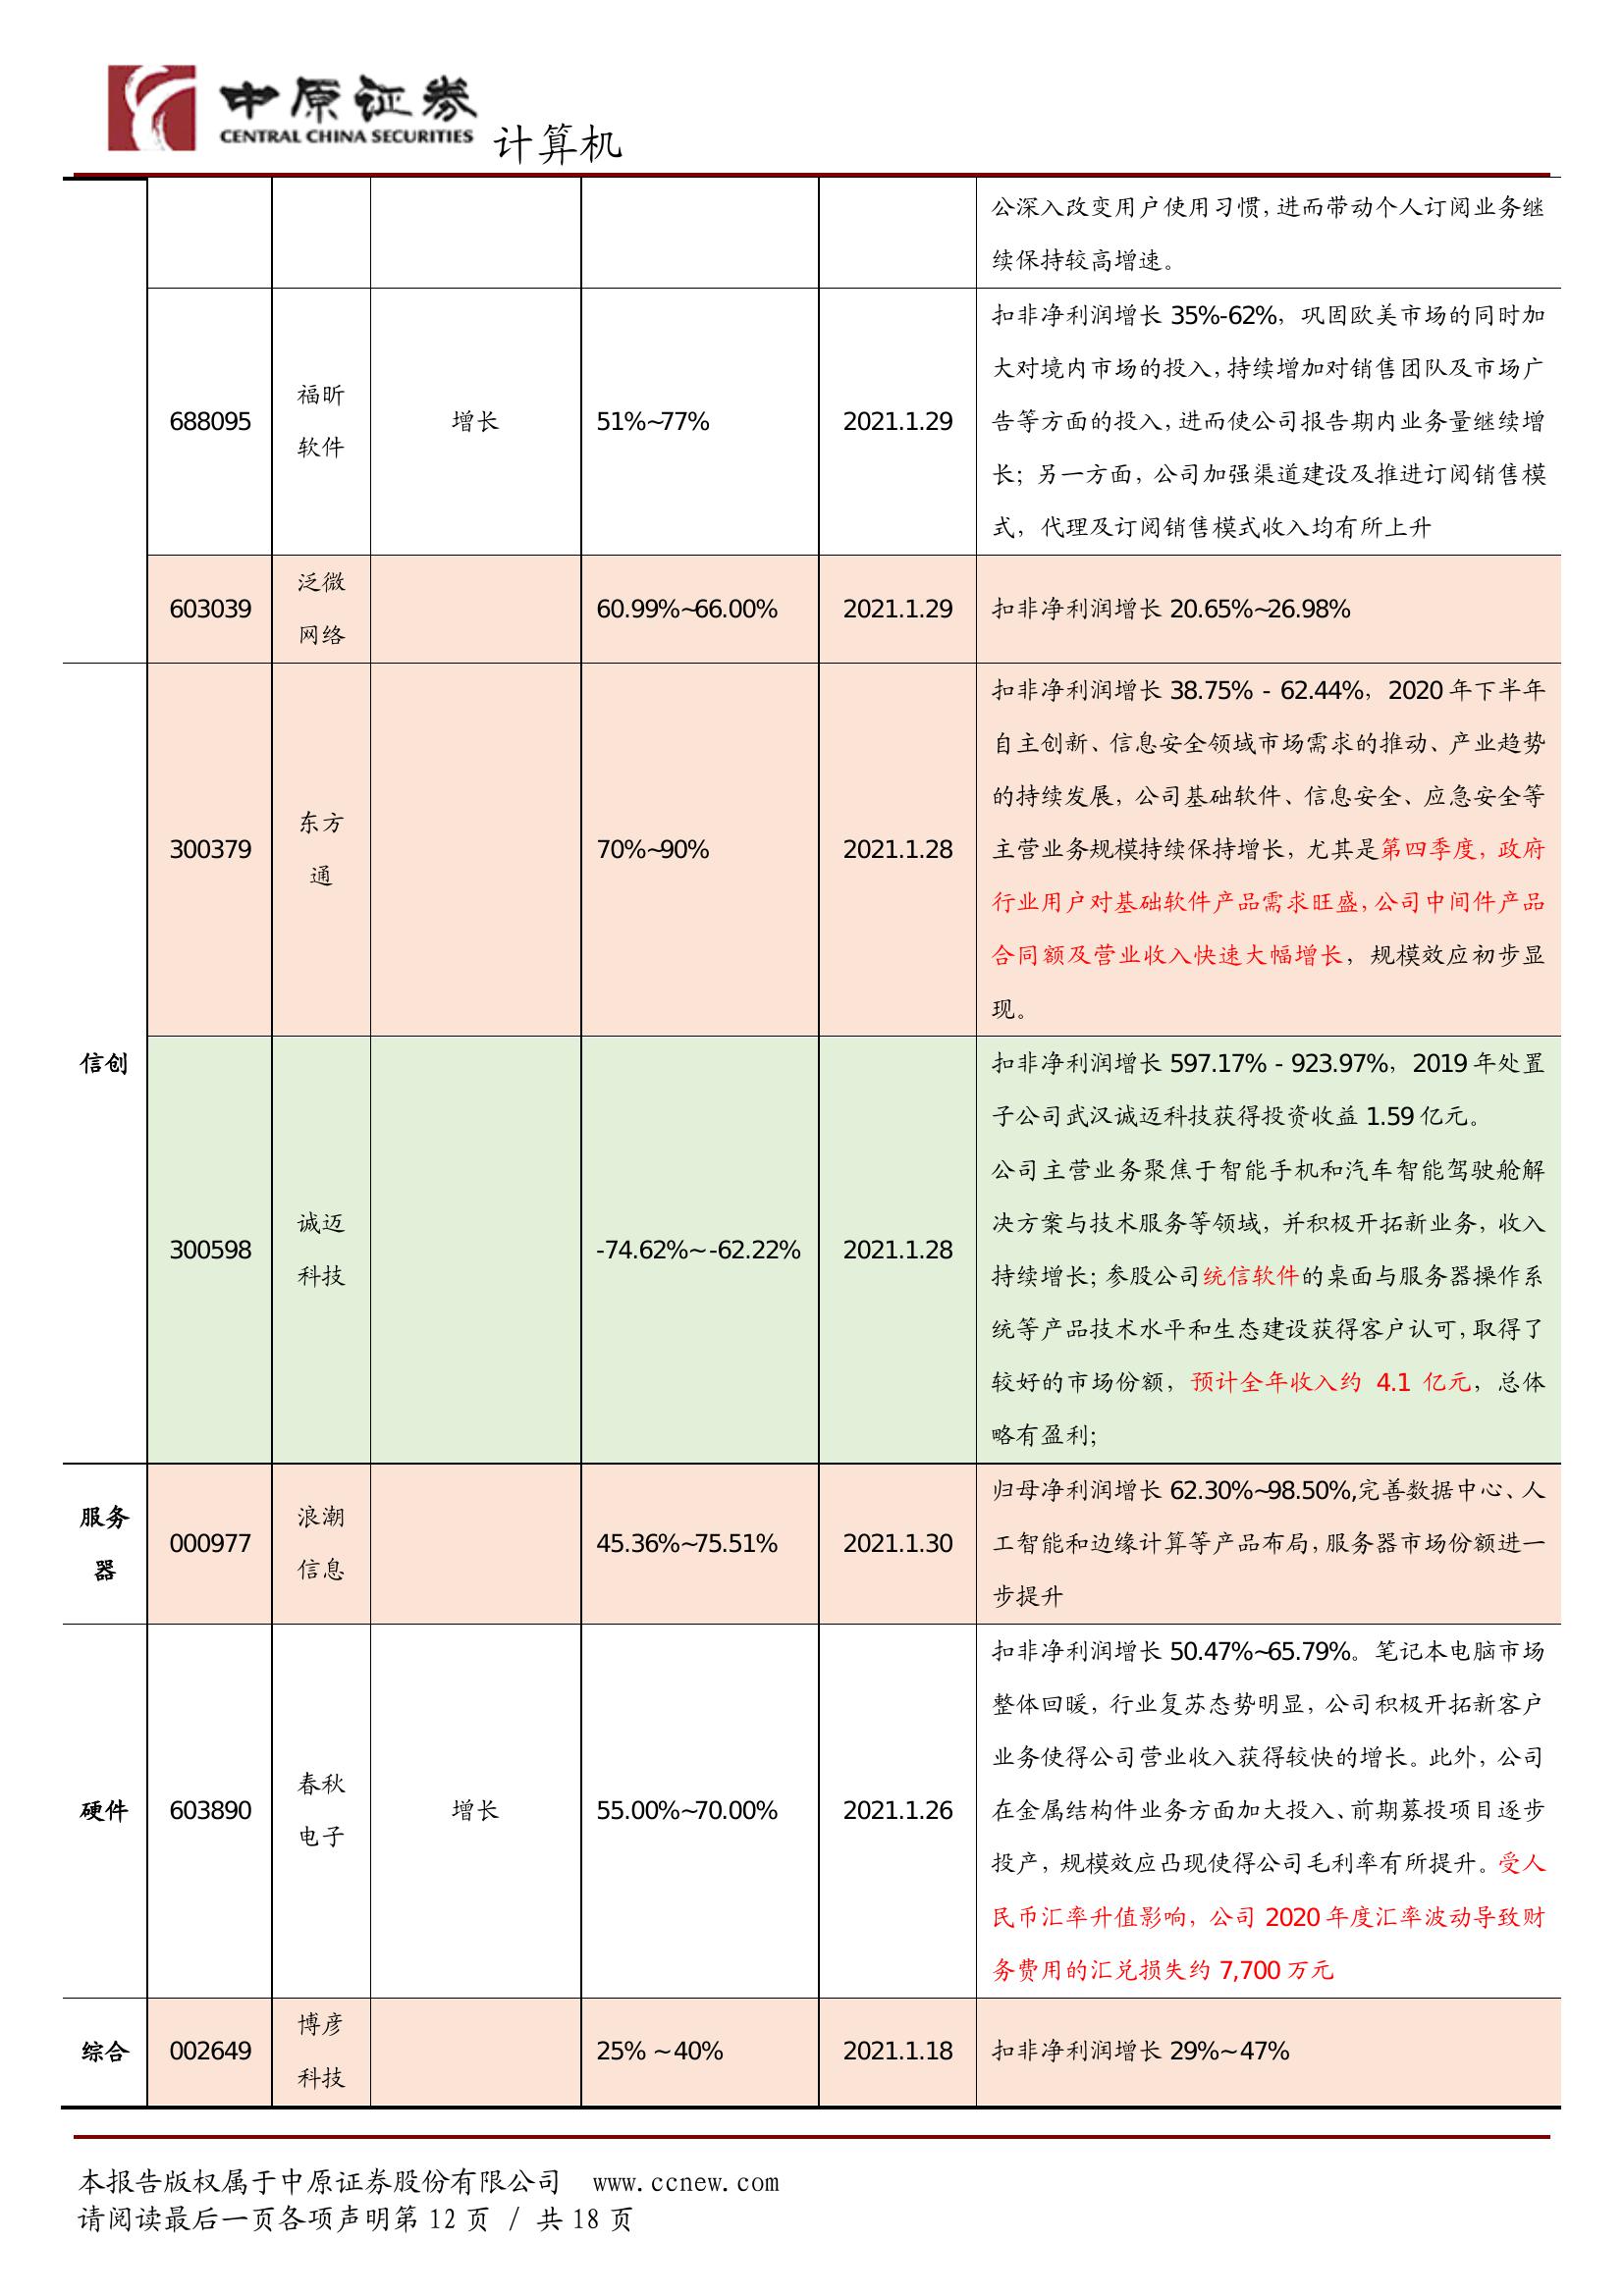 中原证券
CENTRAL CHINA SECURITIES
计算机
公深入改变用户使用习惯，进而带动个人订阅业务继
续保持较高增速。
688095
福昕
软件
增长
51%~77%
2021.1.29
扣非净利润增长 35%-62%，巩固欧美市场的同时加
大对境内市场的投入，持续增加对销售团队及市场广
告等方面的投入，进而使公司报告期内业务量继续增
长；另一方面，公司加强渠道建设及推进订阅销售模
式，代理及订阅销售模式收入均有所上升
603039
泛微
网络
60.99%~66.00%
2021.1.29
扣非净利润增长 20.65%~26.98%
信创
300379
东方
通
70%~90%
2021.1.28
扣非净利润增长 38.75% - 62.44%，2020 年下半年
自主创新、信息安全领域市场需求的推动、产业趋势
的持续发展，公司基础软件、信息安全、应急安全等
主营业务规模持续保持增长，尤其是第四季度，政府
行业用户对基础软件产品需求旺盛，公司中间件产品
合同额及营业收入快速大幅增长，规模效应初步显
现。
300598
诚迈
科技
-74.62%~ -62.22%
2021.1.28
扣非净利润增长 597.17% - 923.97%，2019 年处置
子公司武汉诚迈科技获得投资收益 1.59 亿元。
公司主营业务聚焦于智能手机和汽车智能驾驶舱解
决方案与技术服务等领域，并积极开拓新业务，收入
持续增长；参股公司统信软件的桌面与服务器操作系
统等产品技术水平和生态建设获得客户认可，取得了
较好的市场份额，预计全年收入约 4.1 亿元，总体
略有盈利；
服务
器
000977
浪潮
信息
45.36%~75.51%
2021.1.30
归母净利润增长 62.30%~98.50%,完善数据中心、人
工智能和边缘计算等产品布局，服务器市场份额进一
步提升
硬件
603890
春秋
电子
增长
55.00%~70.00%
2021.1.26
扣非净利润增长 50.47%~65.79%。笔记本电脑市场
整体回暖，行业复苏态势明显，公司积极开拓新客户
业务使得公司营业收入获得较快的增长。此外，公司
在金属结构件业务方面加大投入、前期募投项目逐步
投产，规模效应凸现使得公司毛利率有所提升。受人
民币汇率升值影响，公司 2020 年度汇率波动导致财
务费用的汇兑损失约 7,700 万元
综合
002649
博彦
科技
25% ~ 40%
2021.1.18
扣非净利润增长 29%~ 47%
本报告版权属于中原证券股份有限公司 www.ccnew.com
请阅读最后一页各项声明第 12 页 / 共 18 页